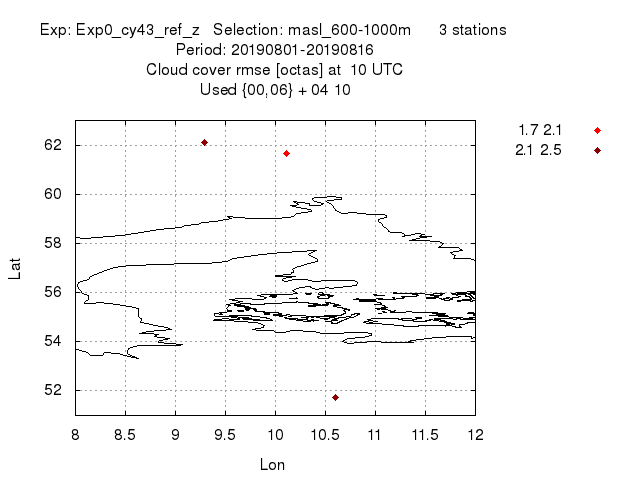 Exp: Exp0_cy43_ref_z Selection: masl_600-1000m 3 stations
Period: 20190801-20190816
Cloud cover rmse [octas] at 10 UTC
Used {00,06} + 04 10
1.7 2.1
2.1 2.5
62
60
58
56
54
52
Lat
8 8.5 9 9.5 10 10.5 11 11.5 12
Lon